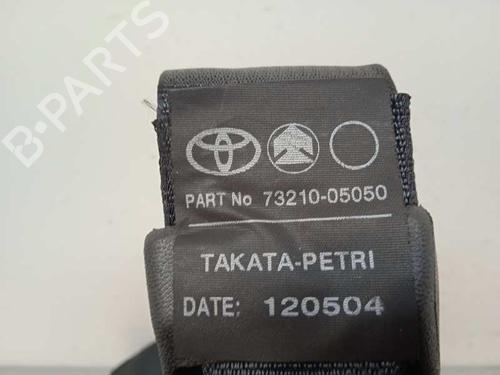 B-PARTS
PART No 73210-05050
TAKATA-PETRI
DATE: 120504